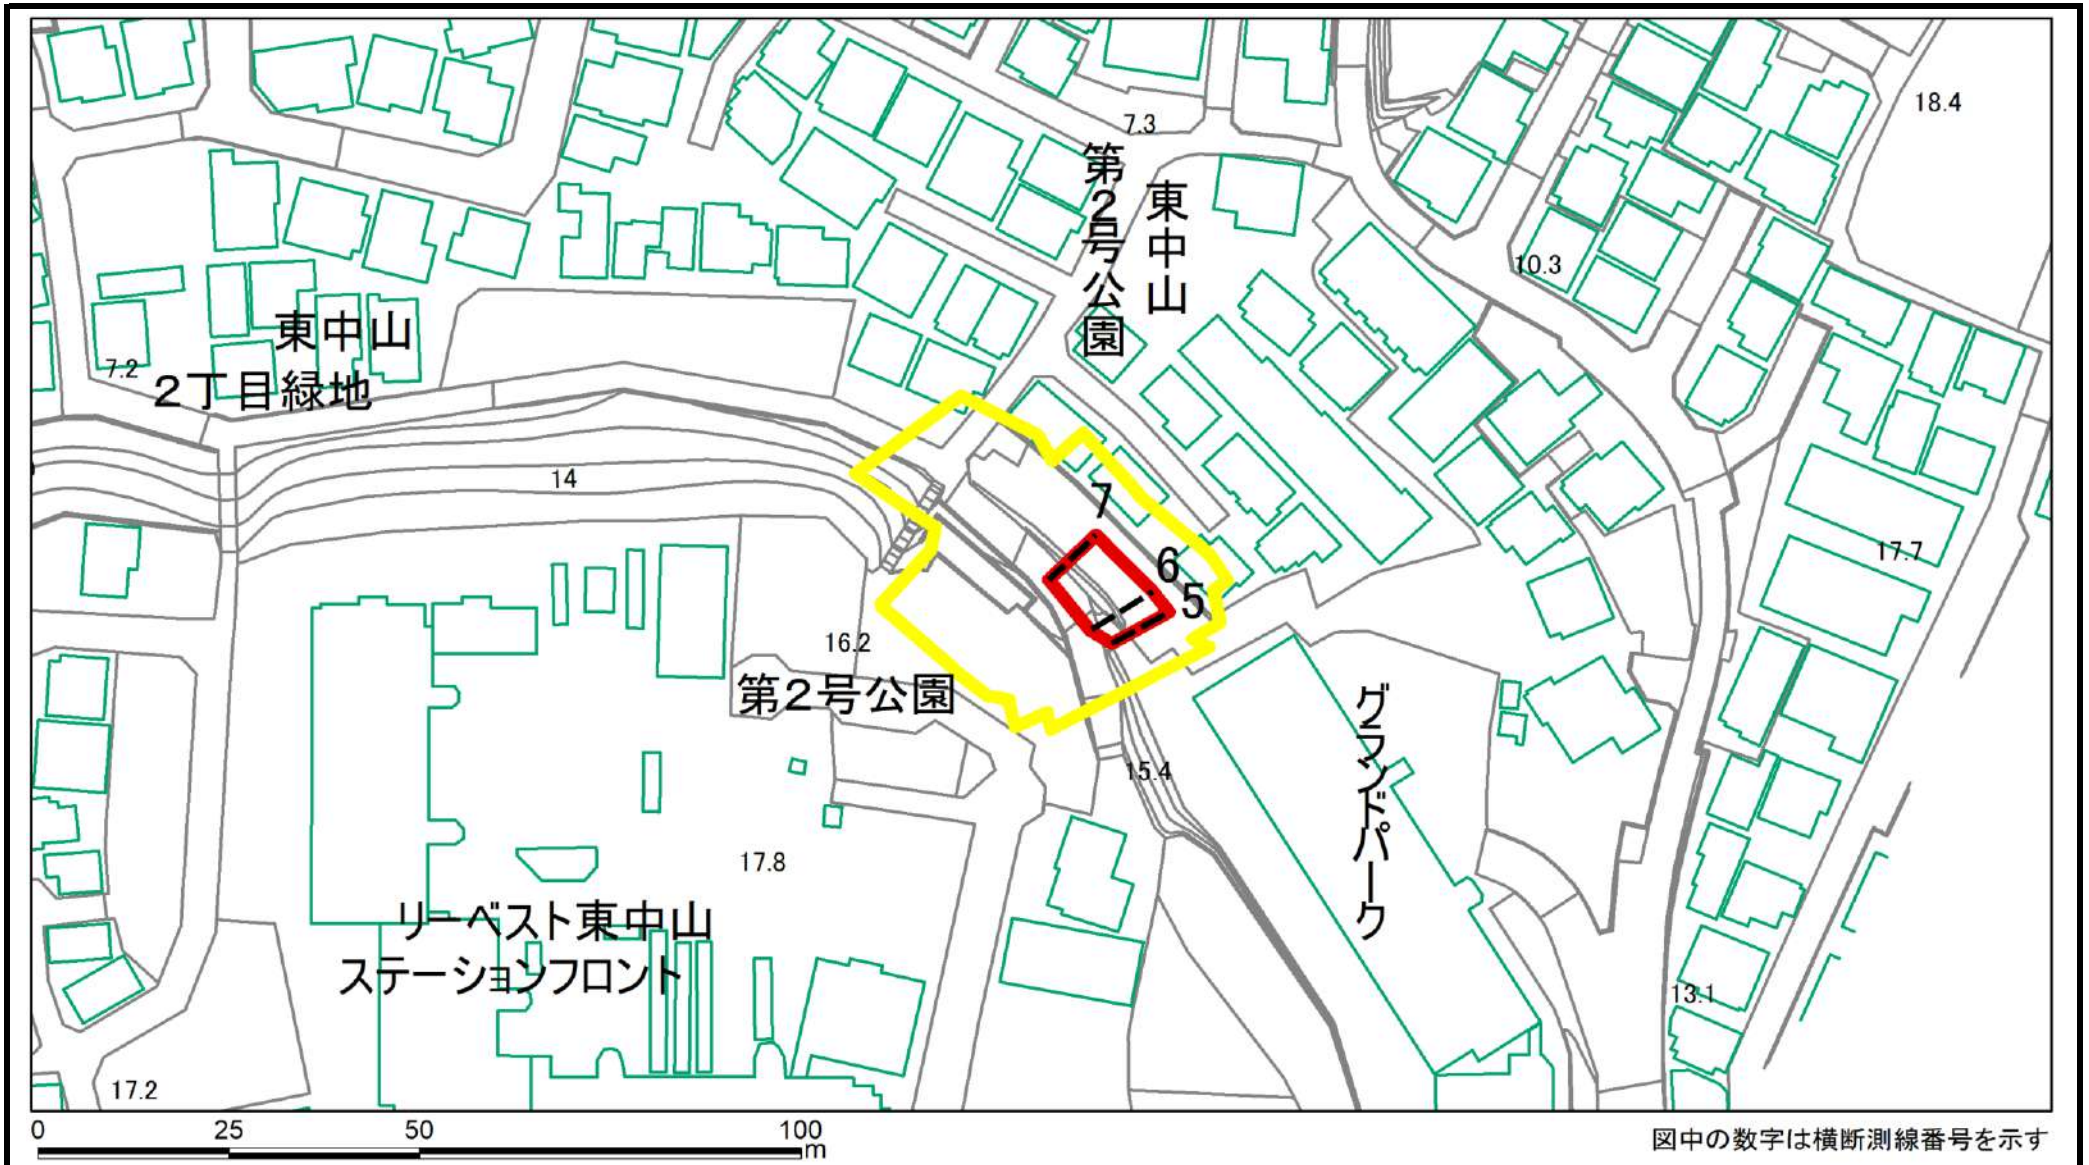 18.4
7.3
東中山
第2号公園
10.3
東中山
2丁目緑地
7.2
14
7
6
5
17.7
16.2
第2号公園
15.4
グランドパーク
17.8
リーベスト東中山
ステーションフロント
13.1
17.2
0 25 50 100
m
図中の数字は横断測線番号を示す